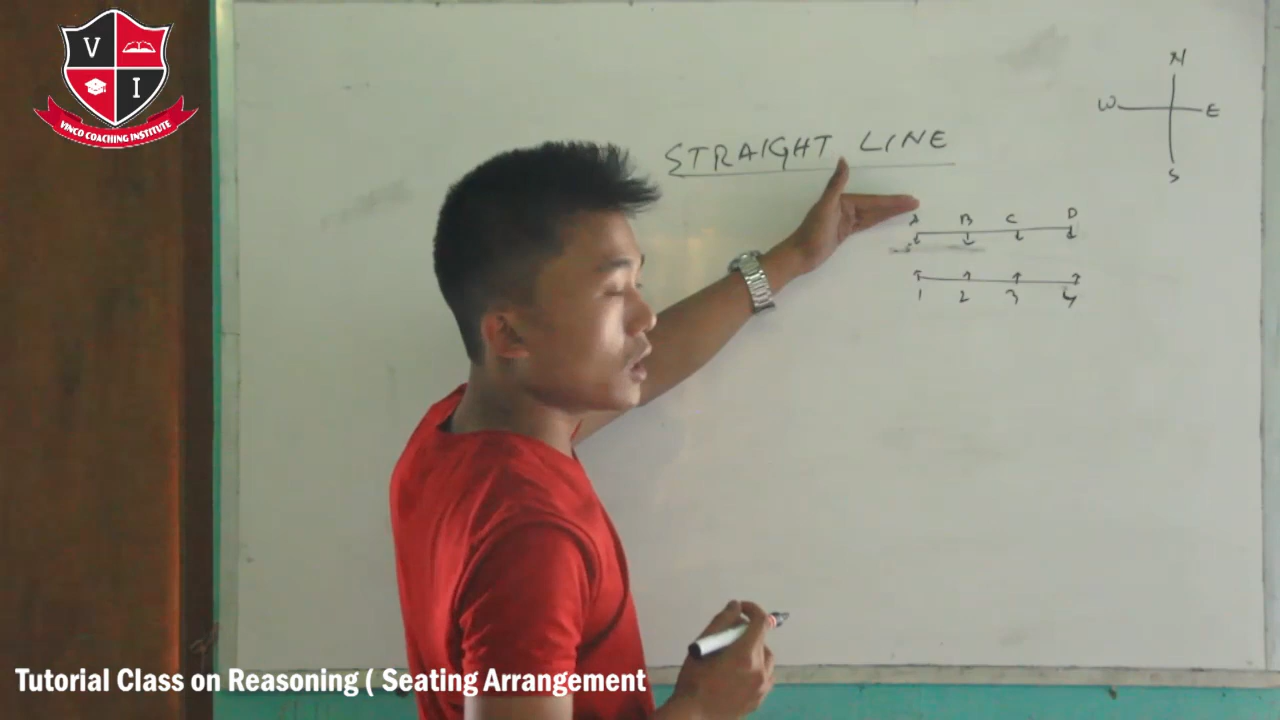 V
I
VINCO COACHING INSTITUTE
STRAIGHT LINE
N
W E
S
A B C D
1 2 3 4
Tutorial Class on Reasoning ( Seating Arrangement